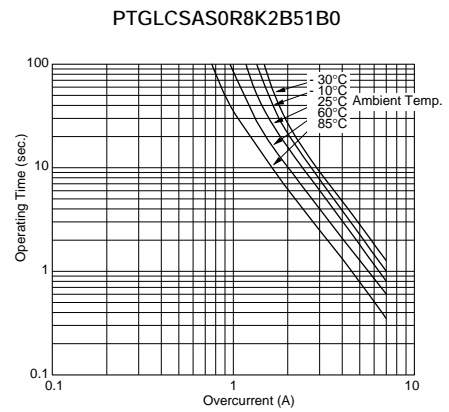 PTGLCSAS0R8K2B51B0
100
- 30°C
- 10°C
25°C Ambient Temp.
60°C
85°C
10
Operating Time (sec.)
1
0.1
0.1 1 10
Overcurrent (A)